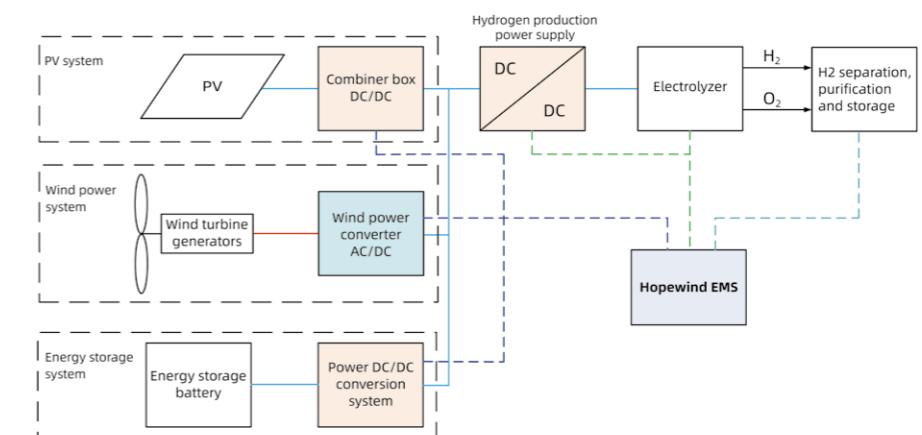 Hydrogen production
power supply
PV system
PV
Combiner box
DC/DC
DC
DC
Electrolyzer
H₂
O₂
H2 separation,
purification
and storage
Wind power
system
Wind turbine
generators
Wind power
converter
AC/DC
Hopewind EMS
Energy storage
system
Energy storage
battery
Power DC/DC
conversion
system